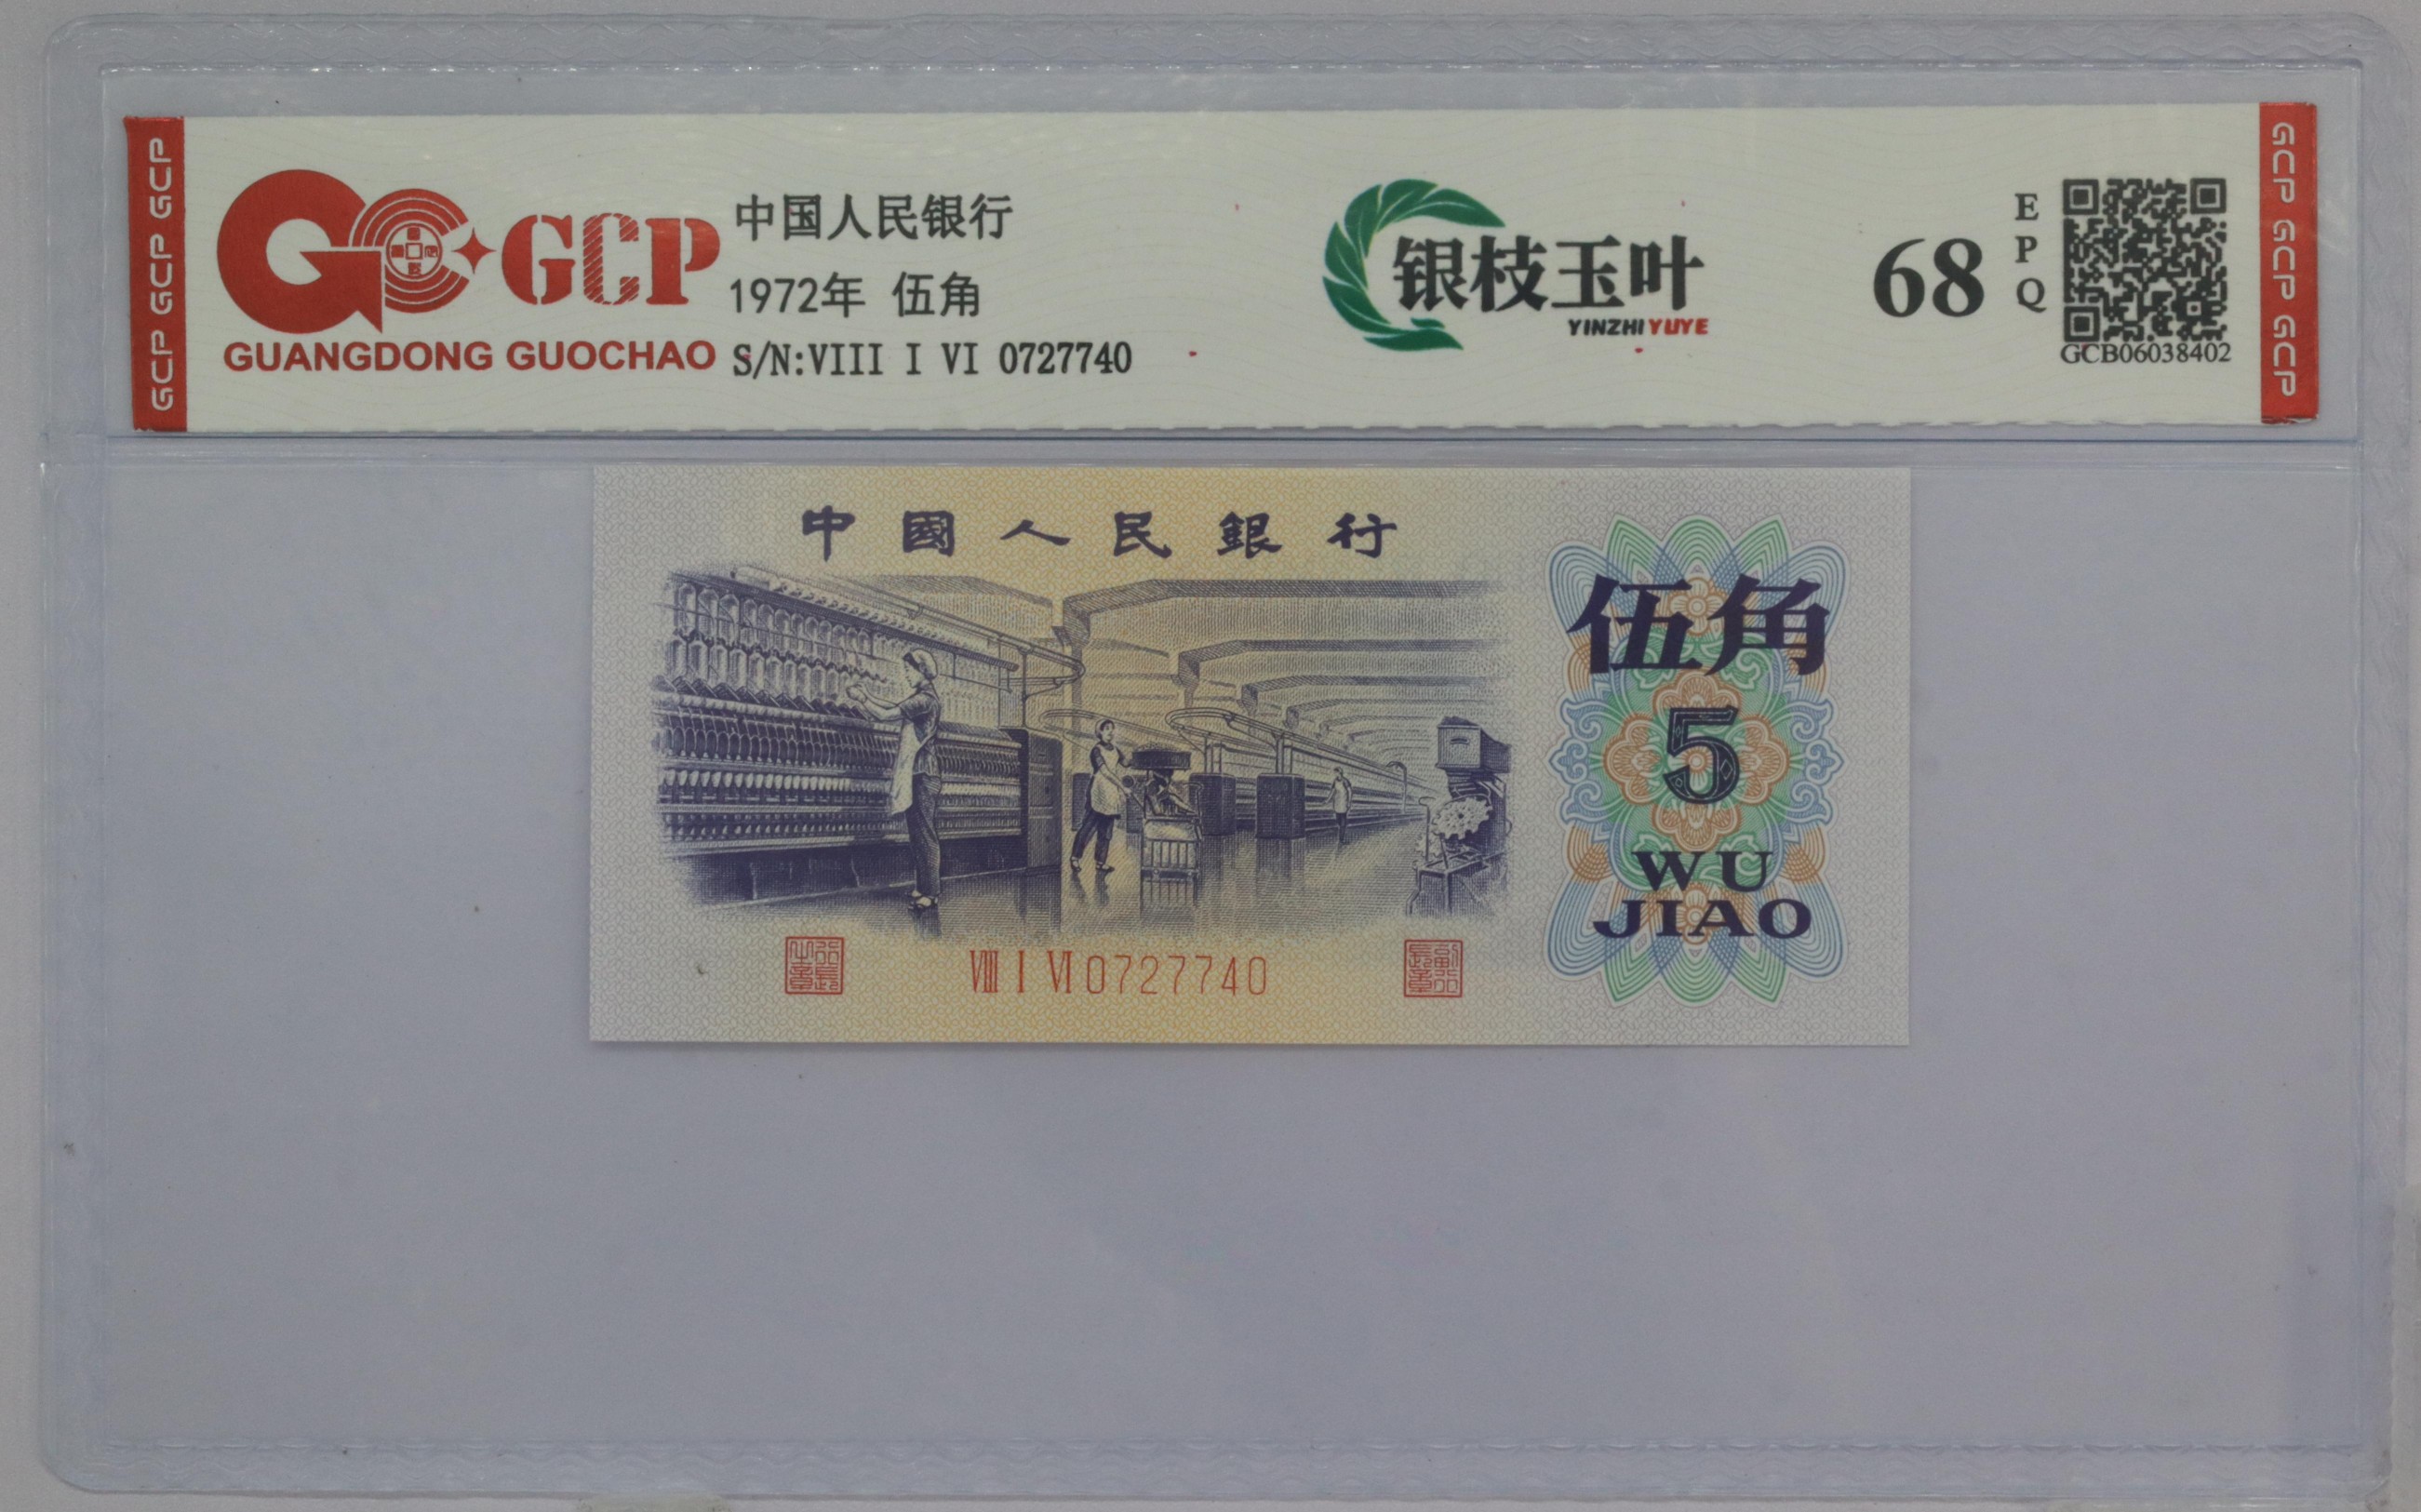 GCP GCP GCP
GCP
GUANGDONG GUOCHAO
中国人民银行
1972年 伍角
S/N:VIII I VI 0727740
银枝玉叶
YINZHI YUYE
68
EPQ
GCB06038402
GCP GCP GCP
中國人民銀行
伍角
5
WU
JIAO
VIII I VI 0727740